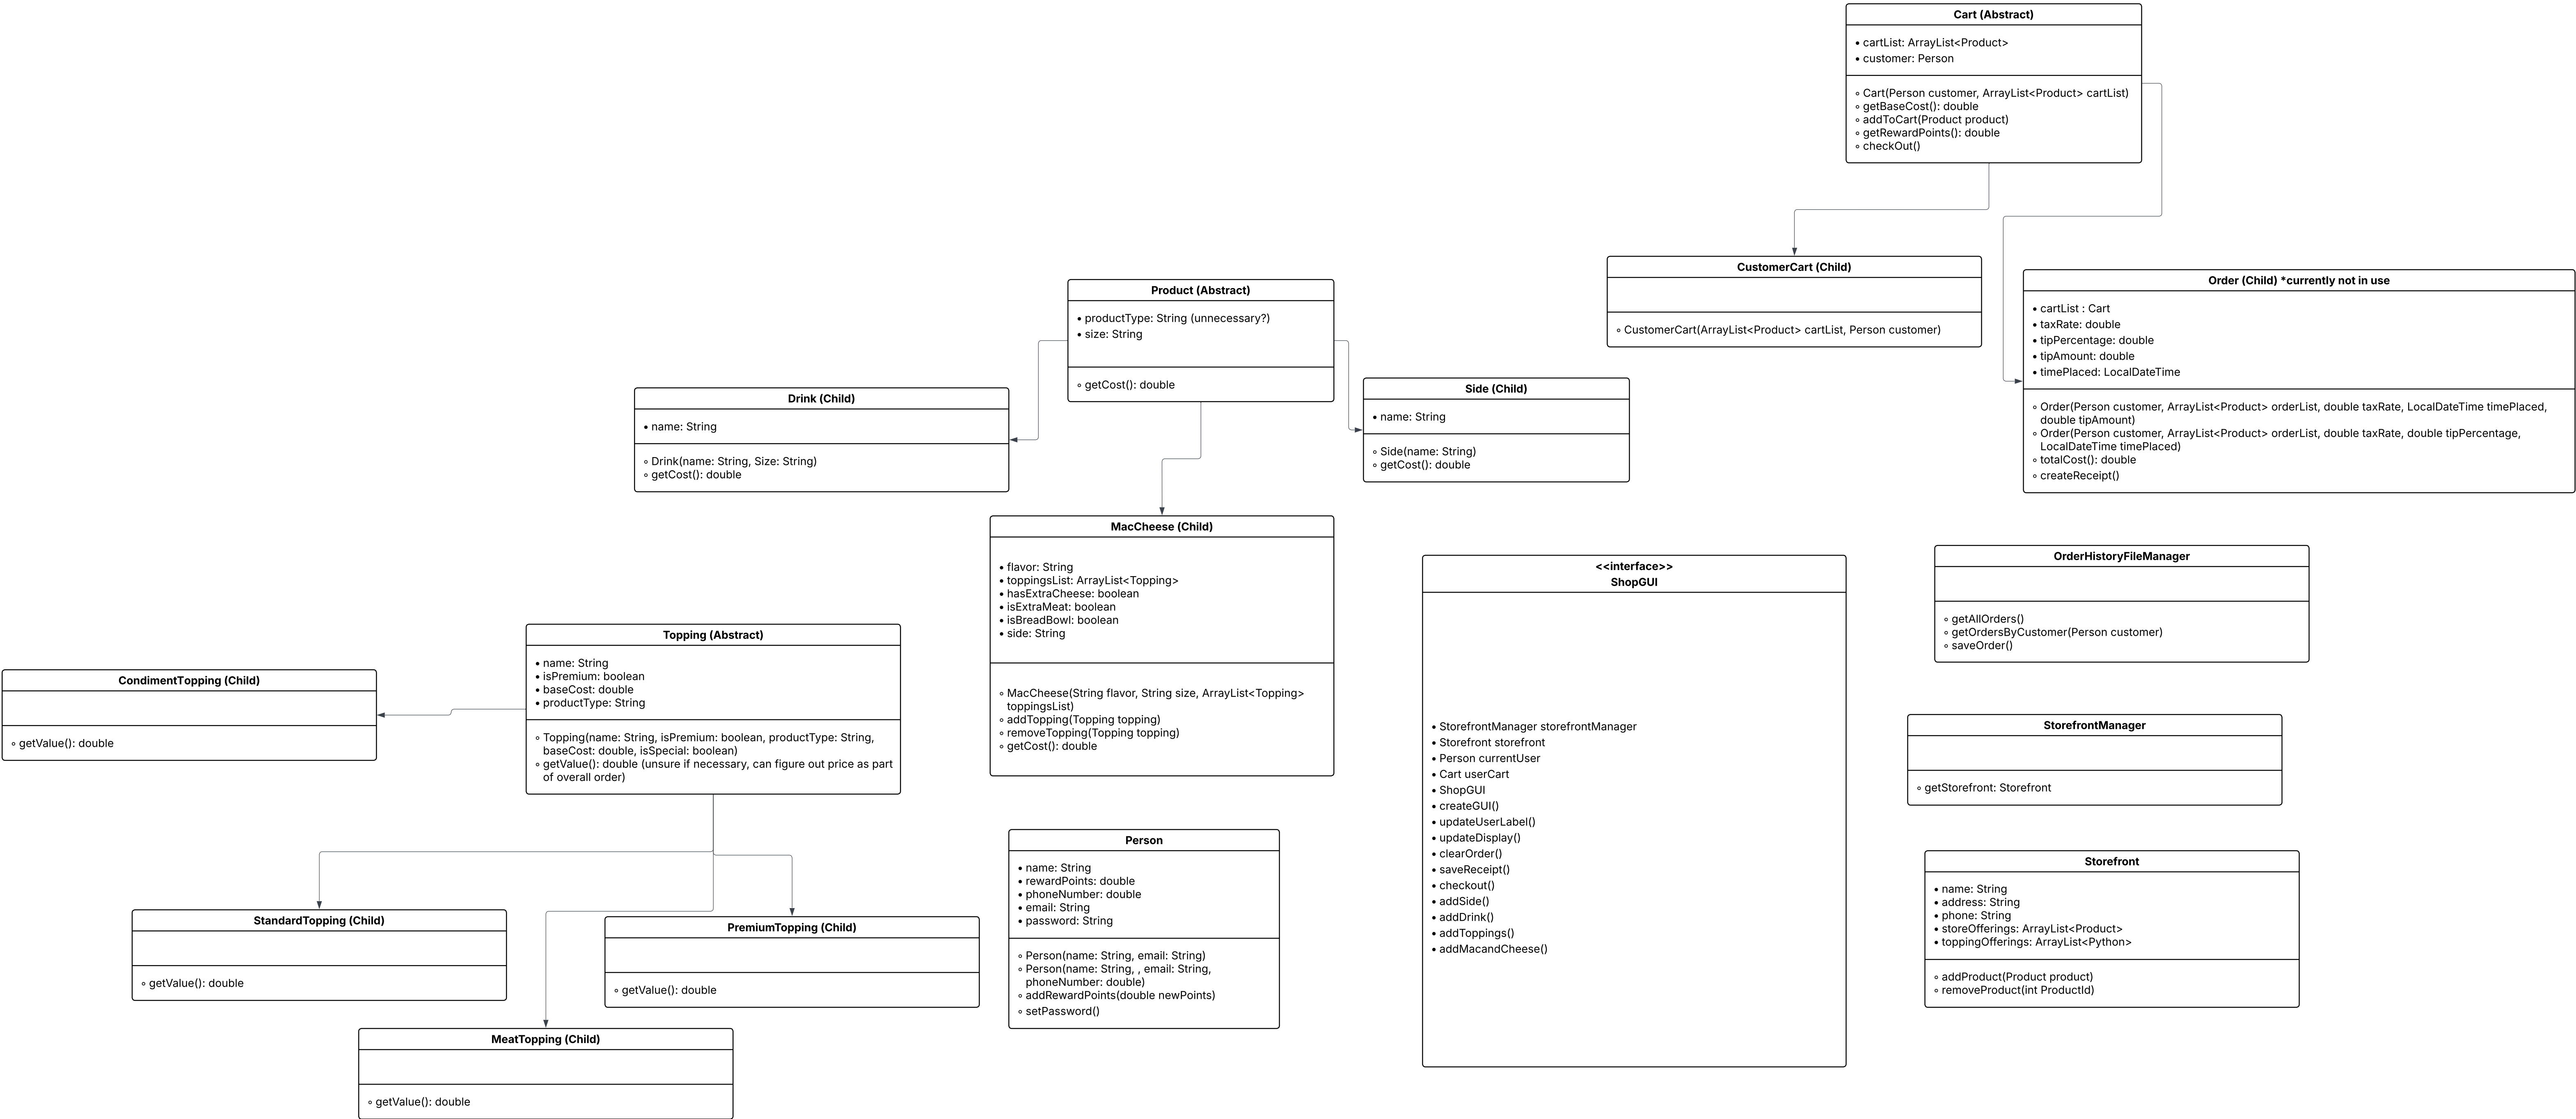 Cart (Abstract)
• cartList: ArrayList<Product>
• customer: Person
◦ Cart(Person customer, ArrayList<Product> cartList)
◦ getBaseCost(): double
◦ addToCart(Product product)
◦ getRewardPoints(): double
◦ checkOut()
CustomerCart (Child)
◦ CustomerCart(ArrayList<Product> cartList, Person customer)
Order (Child) *currently not in use
• cartList : Cart
• taxRate: double
• tipPercentage: double
• tipAmount: double
• timePlaced: LocalDateTime
◦ Order(Person customer, ArrayList<Product> orderList, double taxRate, LocalDateTime timePlaced,
double tipAmount)
◦ Order(Person customer, ArrayList<Product> orderList, double taxRate, double tipPercentage,
LocalDateTime timePlaced)
◦ totalCost(): double
◦ createReceipt()
Product (Abstract)
• productType: String (unnecessary?)
• size: String
◦ getCost(): double
Drink (Child)
• name: String
◦ Drink(name: String, Size: String)
◦ getCost(): double
Side (Child)
• name: String
◦ Side(name: String)
◦ getCost(): double
MacCheese (Child)
• flavor: String
• toppingsList: ArrayList<Topping>
• hasExtraCheese: boolean
• isExtraMeat: boolean
• isBreadBowl: boolean
• side: String
◦ MacCheese(String flavor, String size, ArrayList<Topping>
toppingsList)
◦ addTopping(Topping topping)
◦ removeTopping(Topping topping)
◦ getCost(): double
Topping (Abstract)
• name: String
• isPremium: boolean
• baseCost: double
• productType: String
◦ Topping(name: String, isPremium: boolean, productType: String,
baseCost: double, isSpecial: boolean)
◦ getValue(): double (unsure if necessary, can figure out price as part
of overall order)
CondimentTopping (Child)
◦ getValue(): double
StandardTopping (Child)
◦ getValue(): double
PremiumTopping (Child)
◦ getValue(): double
MeatTopping (Child)
◦ getValue(): double
Person
• name: String
• rewardPoints: double
• phoneNumber: double
• email: String
• password: String
◦ Person(name: String, email: String)
◦ Person(name: String, , email: String,
phoneNumber: double)
◦ addRewardPoints(double newPoints)
◦ setPassword()
<<interface>>
ShopGUI
• StorefrontManager storefrontManager
• Storefront storefront
• Person currentUser
• Cart userCart
• ShopGUI
• createGUI()
• updateUserLabel()
• updateDisplay()
• clearOrder()
• saveReceipt()
• checkout()
• addSide()
• addDrink()
• addToppings()
• addMacandCheese()
OrderHistoryFileManager
◦ getAllOrders()
◦ getOrdersByCustomer(Person customer)
◦ saveOrder()
StorefrontManager
◦ getStorefront: Storefront
Storefront
• name: String
• address: String
• phone: String
• storeOfferings: ArrayList<Product>
• toppingOfferings: ArrayList<Python>
◦ addProduct(Product product)
◦ removeProduct(int ProductId)